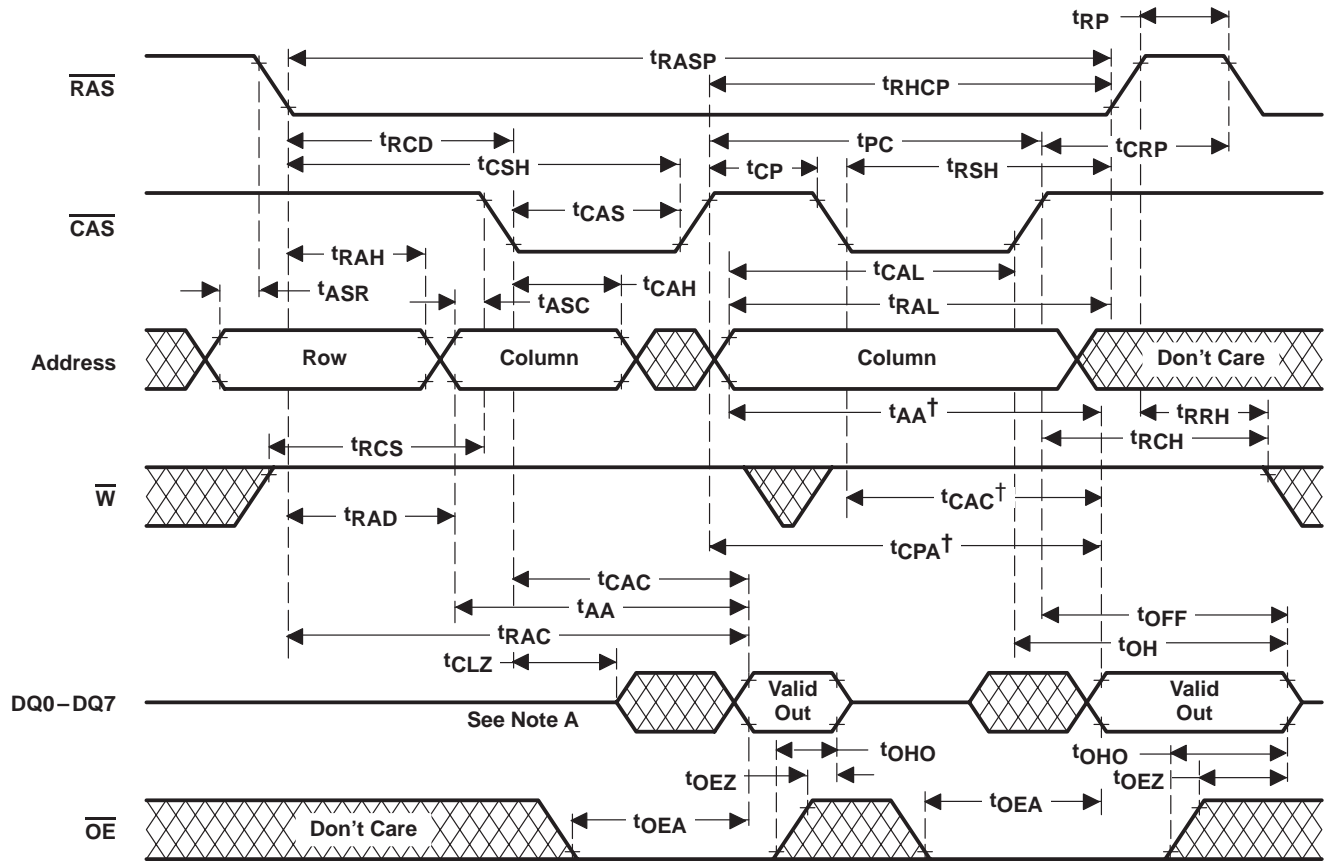 tRP
RAS
tRASP
tRHCP
tRCD
tPC
tCRP
tCSH
tCP
tRSH
CAS
tCAS
tRAH
tCAL
tASR
tASC
tCAH
tRAL
Address
Row
Column
Column
Don't Care
tAA†
tRRH
tRCS
tRCH
W
tCAC†
tRAD
tCPA†
tCAC
tAA
tOFF
tRAC
tOH
tCLZ
DQ0–DQ7
Valid
Out
Valid
Out
See Note A
tOHO
tOHO
tOEZ
tOEZ
OE
Don't Care
tOEA
tOEA